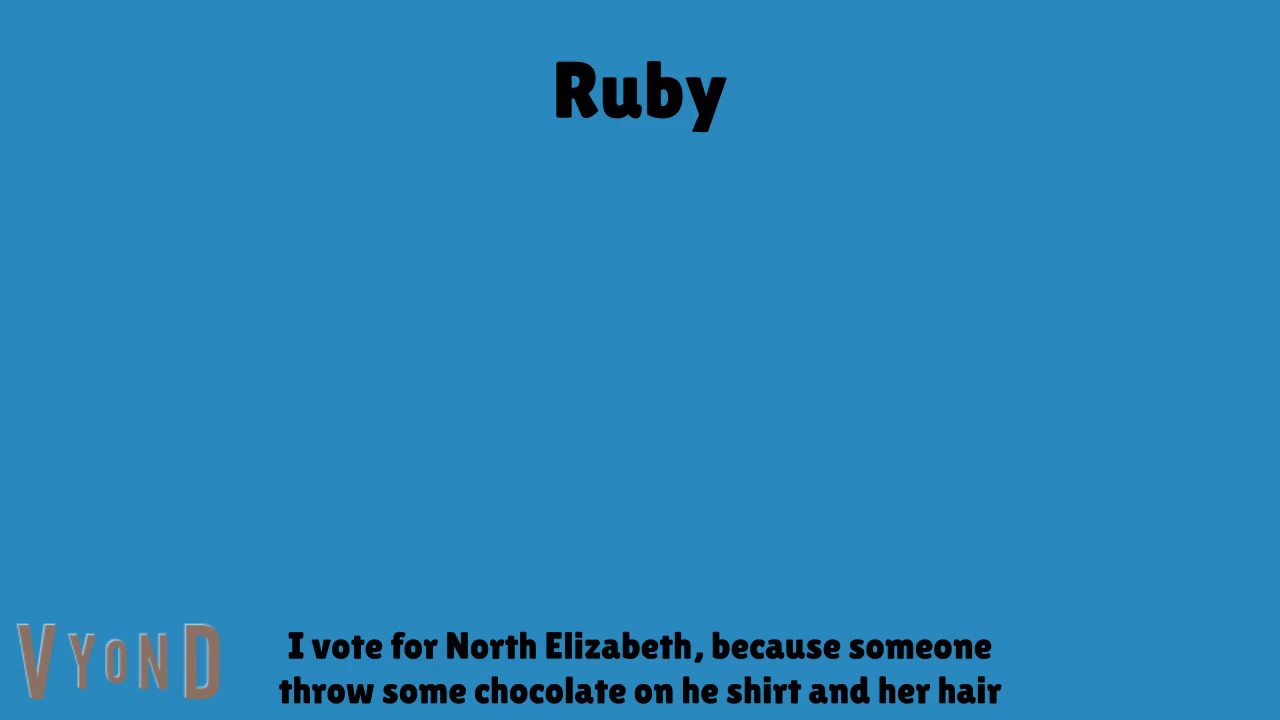 Ruby
VYOND
I vote for North Elizabeth, because someone
throw some chocolate on he shirt and her hair